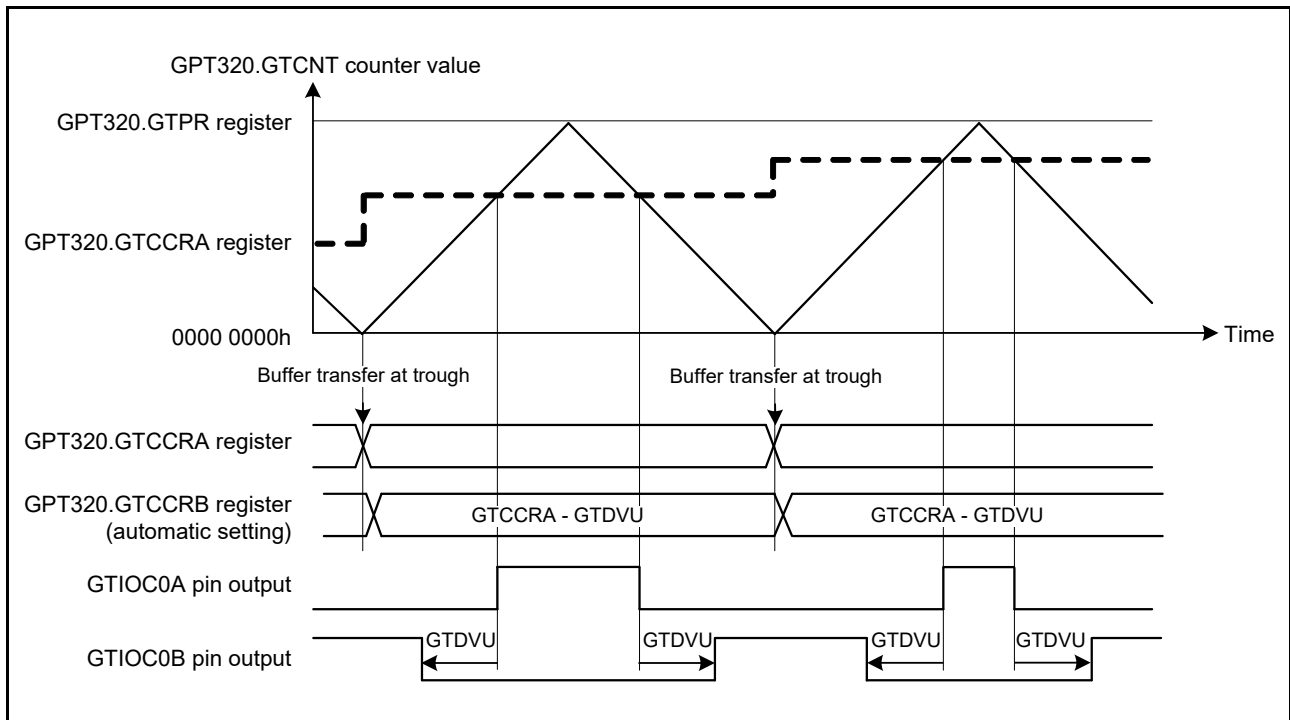 GPT320.GTCNT counter value
GPT320.GTPR register
GPT320.GTCCRA register
0000 0000h
Time
Buffer transfer at trough
Buffer transfer at trough
GPT320.GTCCRA register
GPT320.GTCCRB register
(automatic setting)
GTCCRA - GTDVU
GTCCRA - GTDVU
GTIOC0A pin output
GTIOC0B pin output
GTDVU
GTDVU
GTDVU
GTDVU